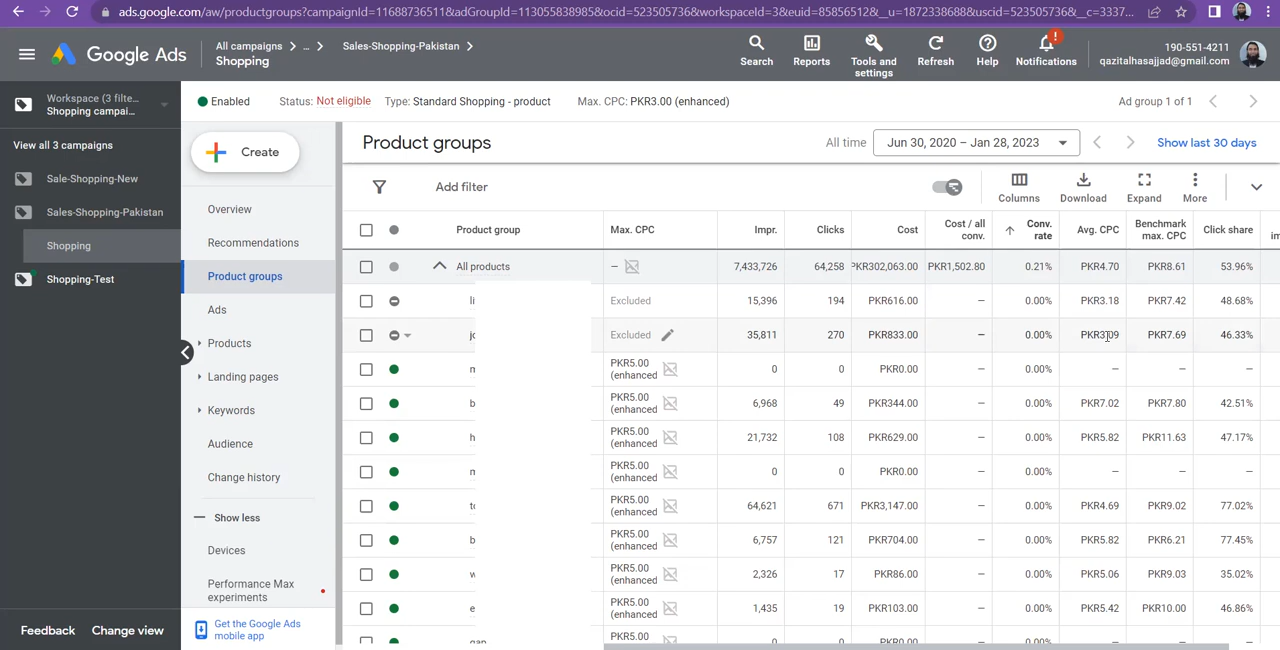 ads.google.com/aw/productgroups?campaignId=11688736511&adGroupId=113055838985&ocid=523505736&workspaceId=3&euid=85856512&__u=1872338688&uscid=523505736&__c=3337...
Google Ads
All campaigns > ... > Sales-Shopping-Pakistan >
Shopping
Search
Reports
Tools and settings
Refresh
Help
Notifications
!
190-551-4211
qazitalhasajjad@gmail.com
Workspace (3 filte...
Shopping campai...
View all 3 campaigns
Sale-Shopping-New
Sales-Shopping-Pakistan
Shopping
Shopping-Test
Feedback Change view
Enabled Status: Not eligible Type: Standard Shopping - product Max. CPC: PKR3.00 (enhanced) Ad group 1 of 1
Create
Overview
Recommendations
Product groups
Ads
Products
Landing pages
Keywords
Audience
Change history
Show less
Devices
Performance Max experiments
Get the Google Ads mobile app
Product groups All time Jun 30, 2020 – Jan 28, 2023 Show last 30 days
Add filter Columns Download Expand More
Product group Max. CPC Impr. Clicks Cost Cost / all conv. Conv. rate Avg. CPC Benchmark max. CPC Click share
All products – 7,433,726 64,258 PKR302,063.00 PKR1,502.80 0.21% PKR4.70 PKR8.61 53.96%
li Excluded 15,396 194 PKR616.00 – 0.00% PKR3.18 PKR7.42 48.68%
jo Excluded 35,811 270 PKR833.00 – 0.00% PKR3.09 PKR7.69 46.33%
m PKR5.00 (enhanced 0 0 PKR0.00 – 0.00% – – –
b PKR5.00 (enhanced 6,968 49 PKR344.00 – 0.00% PKR7.02 PKR7.80 42.51%
h PKR5.00 (enhanced 21,732 108 PKR629.00 – 0.00% PKR5.82 PKR11.63 47.17%
m PKR5.00 (enhanced 0 0 PKR0.00 – 0.00% – – –
to PKR5.00 (enhanced 64,621 671 PKR3,147.00 – 0.00% PKR4.69 PKR9.02 77.02%
b PKR5.00 (enhanced 6,757 121 PKR704.00 – 0.00% PKR5.82 PKR6.21 77.45%
w PKR5.00 (enhanced 2,326 17 PKR86.00 – 0.00% PKR5.06 PKR9.03 35.02%
e PKR5.00 (enhanced 1,435 19 PKR103.00 – 0.00% PKR5.42 PKR10.00 46.86%
PKR5.00 0 0 PKR0.00 – 0.00% – – –